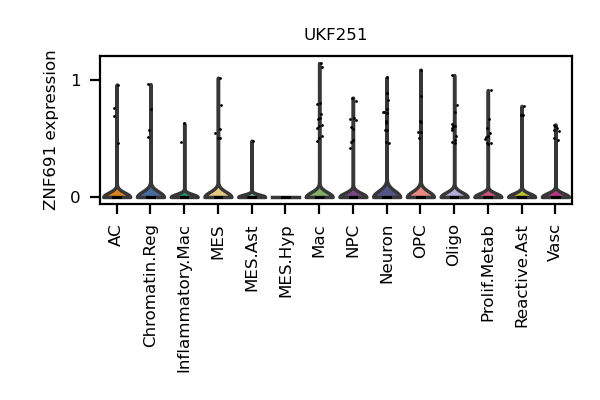 UKF251
ZNF691 expression
1
0
AC
Chromatin.Reg
Inflammatory.Mac
MES
MES.Ast
MES.Hyp
Mac
NPC
Neuron
OPC
Oligo
Prolif.Metab
Reactive.Ast
Vasc